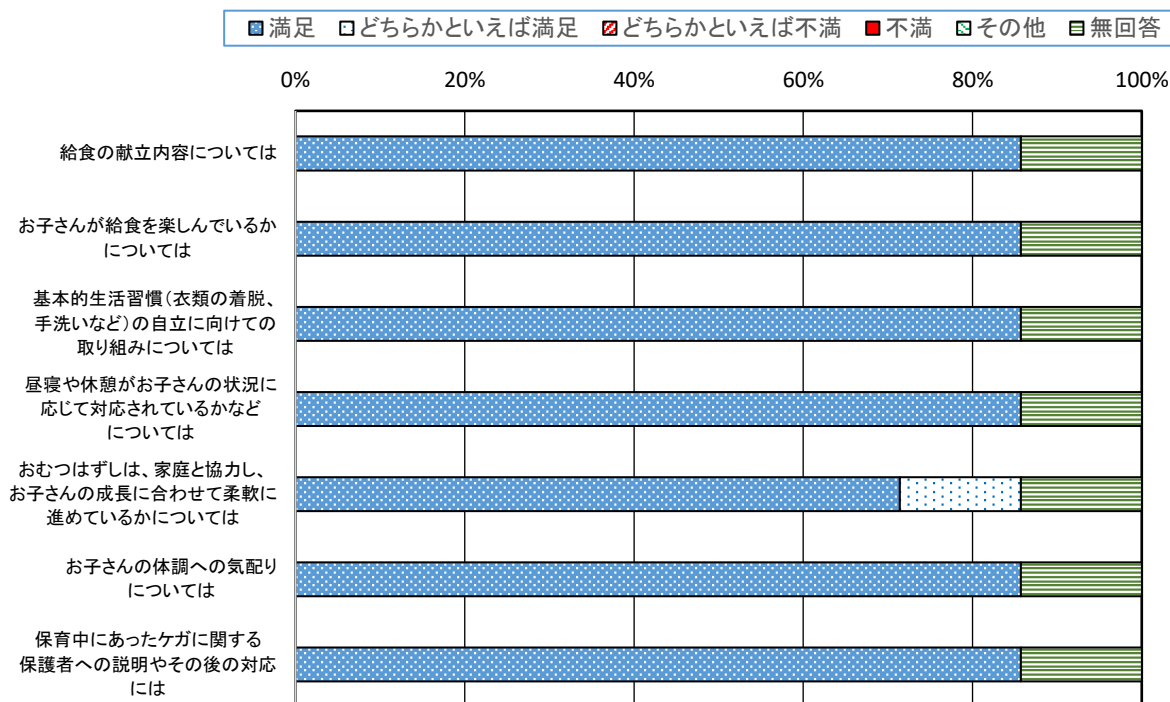 満足 どちらかといえば満足 どちらかといえば不満 不満 その他 無回答
0% 20% 40% 60% 80% 100%
給食の献立内容については
お子さんが給食を楽しんでいるか
については
基本的生活習慣（衣類の着脱、
手洗いなど）の自立に向けての
取り組みについては
昼寝や休憩がお子さんの状況に
応じて対応されているかなど
については
おむつはずしは、家庭と協力し、
お子さんの成長に合わせて柔軟に
進めているかについては
お子さんの体調への気配り
については
保育中にあったケガに関する
保護者への説明やその後の対応
には